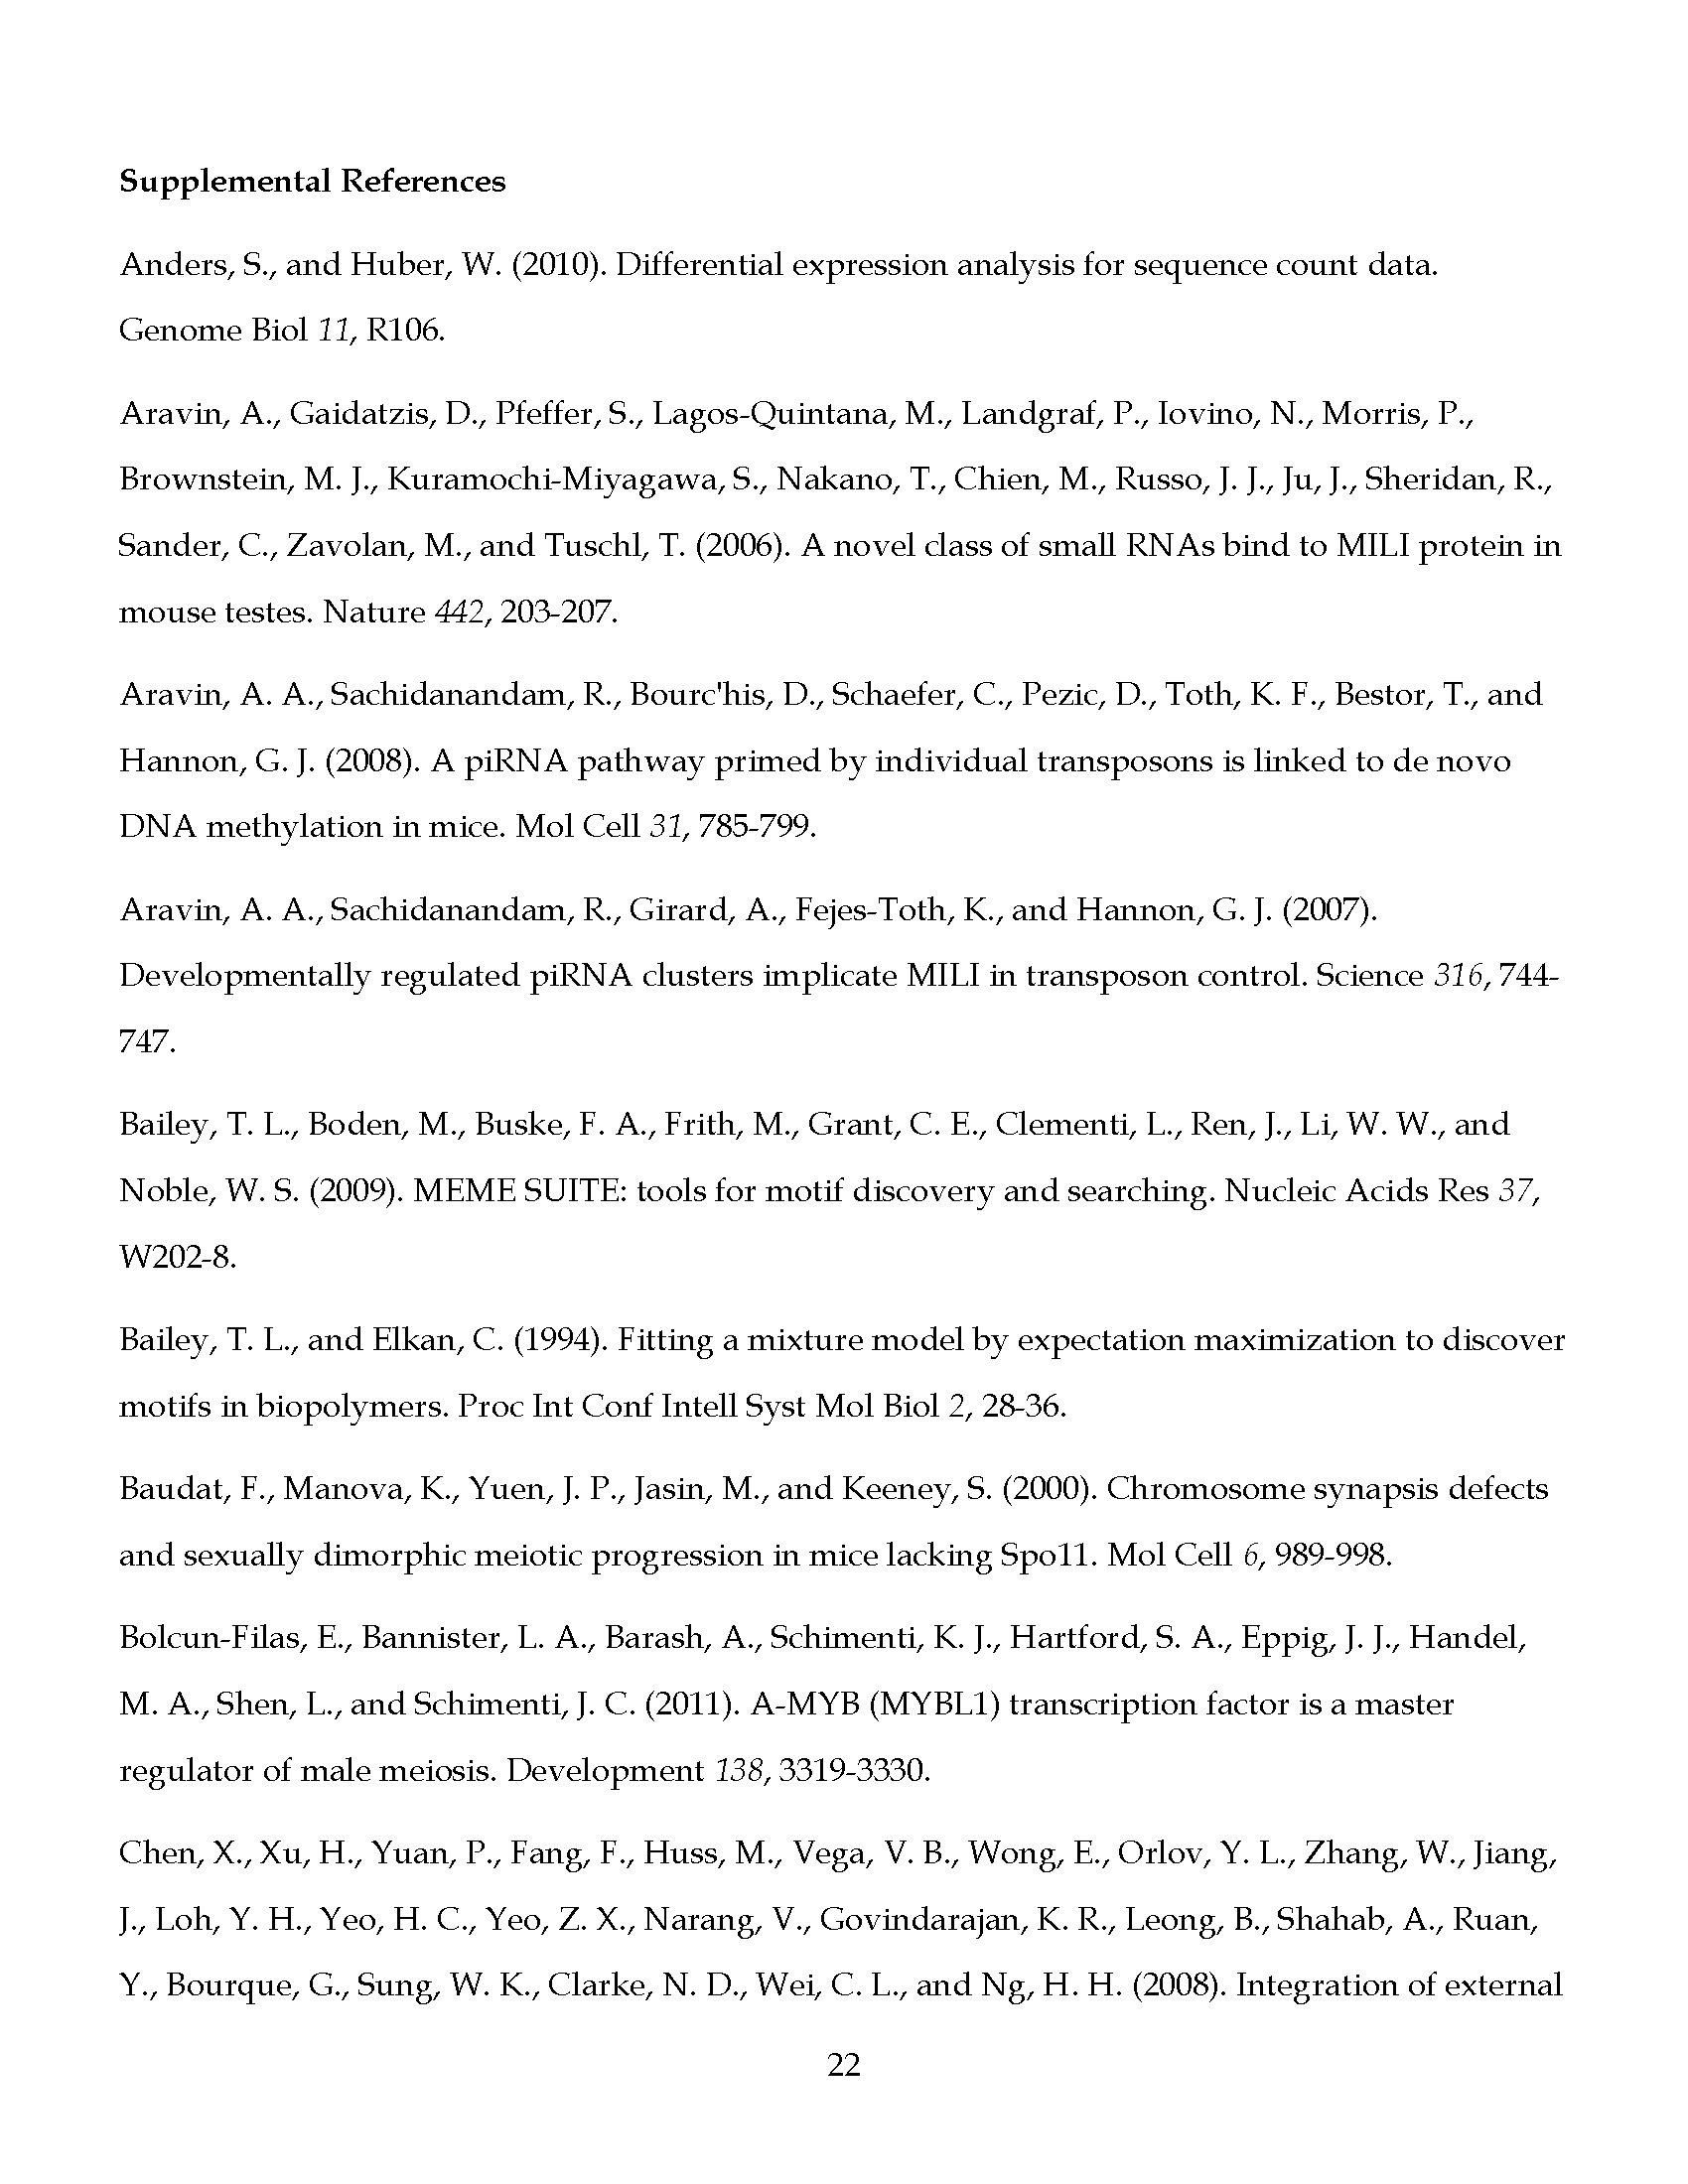 Supplemental References
Anders, S., and Huber, W. (2010). Differential expression analysis for sequence count data.
Genome Biol 11, R106.
Aravin, A., Gaidatzis, D., Pfeffer, S., Lagos-Quintana, M., Landgraf, P., Iovino, N., Morris, P.,
Brownstein, M. J., Kuramochi-Miyagawa, S., Nakano, T., Chien, M., Russo, J. J., Ju, J., Sheridan, R.,
Sander, C., Zavolan, M., and Tuschl, T. (2006). A novel class of small RNAs bind to MILI protein in
mouse testes. Nature 442, 203-207.
Aravin, A. A., Sachidanandam, R., Bourc'his, D., Schaefer, C., Pezic, D., Toth, K. F., Bestor, T., and
Hannon, G. J. (2008). A piRNA pathway primed by individual transposons is linked to de novo
DNA methylation in mice. Mol Cell 31, 785-799.
Aravin, A. A., Sachidanandam, R., Girard, A., Fejes-Toth, K., and Hannon, G. J. (2007).
Developmentally regulated piRNA clusters implicate MILI in transposon control. Science 316, 744-
747.
Bailey, T. L., Boden, M., Buske, F. A., Frith, M., Grant, C. E., Clementi, L., Ren, J., Li, W. W., and
Noble, W. S. (2009). MEME SUITE: tools for motif discovery and searching. Nucleic Acids Res 37,
W202-8.
Bailey, T. L., and Elkan, C. (1994). Fitting a mixture model by expectation maximization to discover
motifs in biopolymers. Proc Int Conf Intell Syst Mol Biol 2, 28-36.
Baudat, F., Manova, K., Yuen, J. P., Jasin, M., and Keeney, S. (2000). Chromosome synapsis defects
and sexually dimorphic meiotic progression in mice lacking Spo11. Mol Cell 6, 989-998.
Bolcun-Filas, E., Bannister, L. A., Barash, A., Schimenti, K. J., Hartford, S. A., Eppig, J. J., Handel,
M. A., Shen, L., and Schimenti, J. C. (2011). A-MYB (MYBL1) transcription factor is a master
regulator of male meiosis. Development 138, 3319-3330.
Chen, X., Xu, H., Yuan, P., Fang, F., Huss, M., Vega, V. B., Wong, E., Orlov, Y. L., Zhang, W., Jiang,
J., Loh, Y. H., Yeo, H. C., Yeo, Z. X., Narang, V., Govindarajan, K. R., Leong, B., Shahab, A., Ruan,
Y., Bourque, G., Sung, W. K., Clarke, N. D., Wei, C. L., and Ng, H. H. (2008). Integration of external
22